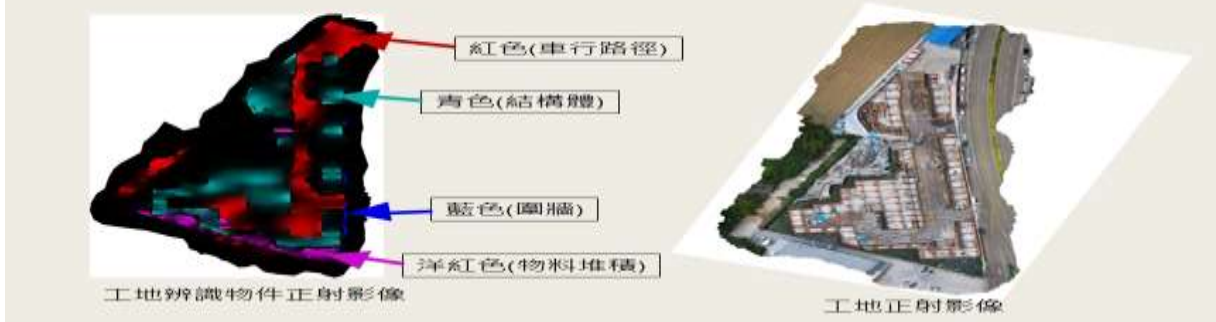 紅色(車行路徑)
青色(結構體)
藍色(圍牆)
洋紅色(物料堆積)
工地辨識物件正射影像
工地正射影像